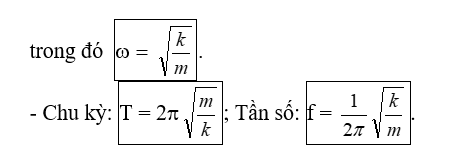 trong đó ω = √(k/m).
- Chu kỳ: T = 2π√(m/k); Tần số: f = 1/(2π) √(k/m).